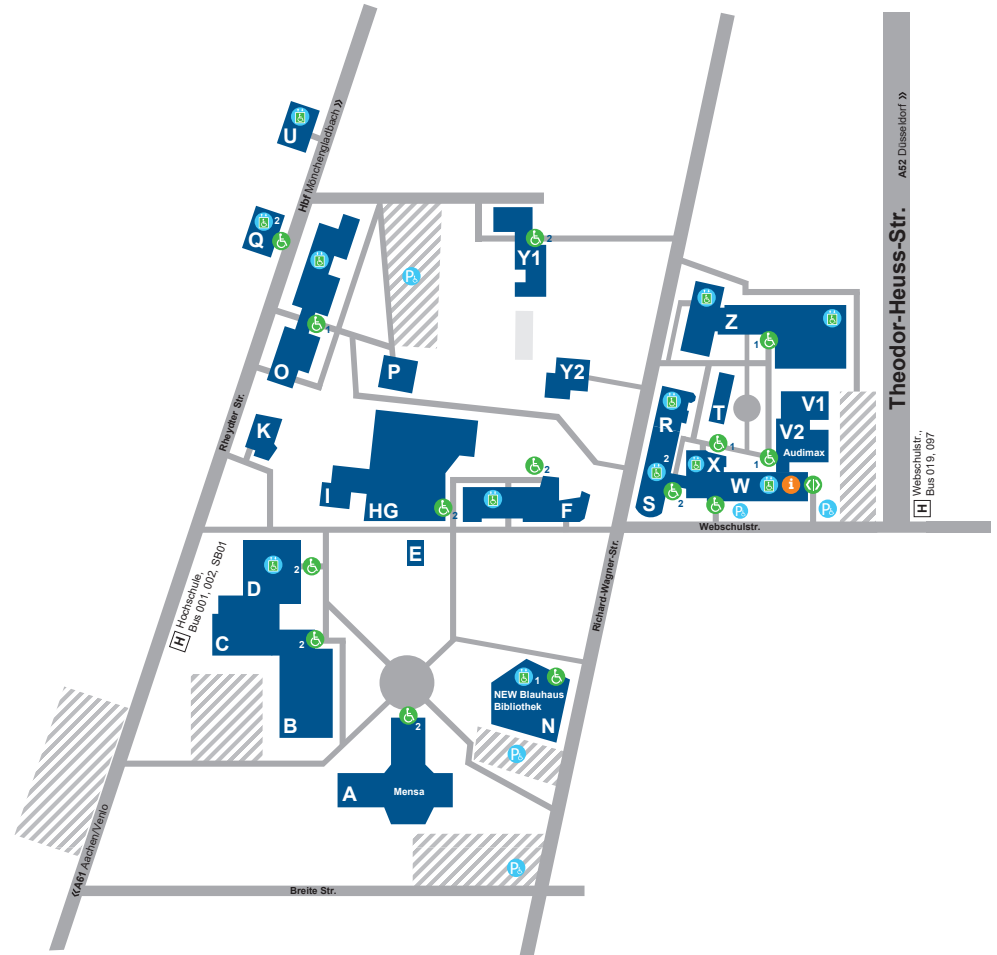 U
Hbf Mönchengladbach »
A52 Düsseldorf »
Theodor-Heuss-Str.
2
Q
2
Y1
P
Z
1
1
O
P
Y2
T
V1
R
V2
Audimax
K
Rheydter Str.
1
1
2
2
X
W
i
H Webschulstr.,
Bus 019, 097
I
HG
2
F
S
2
P
P
Webschulstr.
E
H Hochschule,
Bus 001, 002, SB01
D
2
Richard-Wagner-Str.
C
2
1
NEW Blauhaus
Bibliothek
N
B
2
P
A
Mensa
«A61 Aachen/Venlo
P
Breite Str.